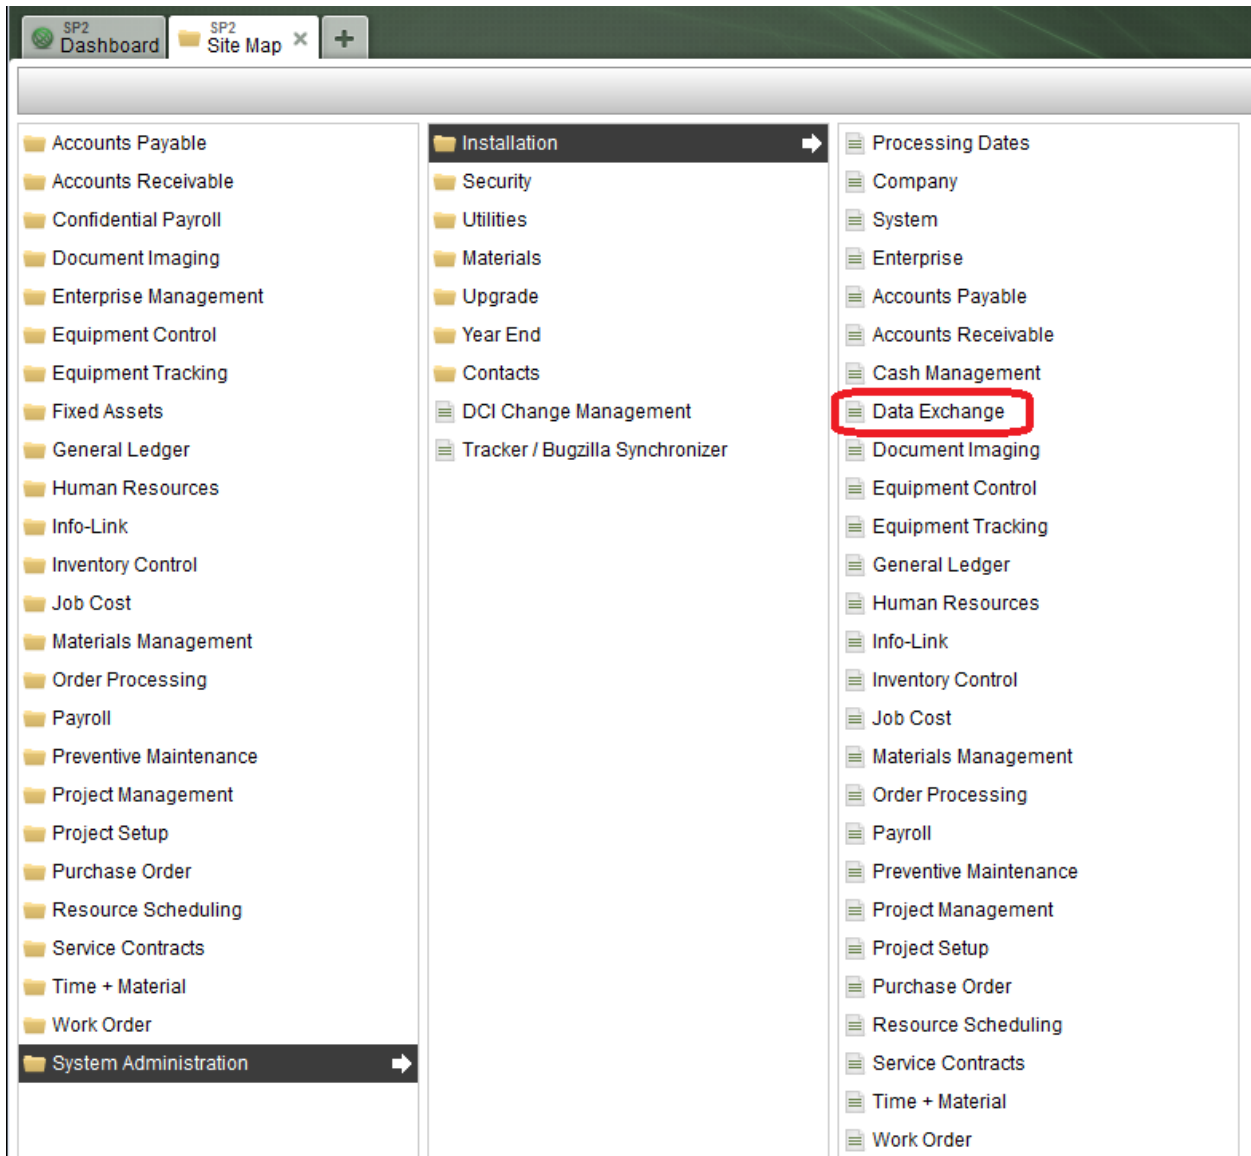 SP2
Dashboard
SP2
Site Map
Accounts Payable
Accounts Receivable
Confidential Payroll
Document Imaging
Enterprise Management
Equipment Control
Equipment Tracking
Fixed Assets
General Ledger
Human Resources
Info-Link
Inventory Control
Job Cost
Materials Management
Order Processing
Payroll
Preventive Maintenance
Project Management
Project Setup
Purchase Order
Resource Scheduling
Service Contracts
Time + Material
Work Order
System Administration
Installation
Security
Utilities
Materials
Upgrade
Year End
Contacts
DCI Change Management
Tracker / Bugzilla Synchronizer
Processing Dates
Company
System
Enterprise
Accounts Payable
Accounts Receivable
Cash Management
Data Exchange
Document Imaging
Equipment Control
Equipment Tracking
General Ledger
Human Resources
Info-Link
Inventory Control
Job Cost
Materials Management
Order Processing
Payroll
Preventive Maintenance
Project Management
Project Setup
Purchase Order
Resource Scheduling
Service Contracts
Time + Material
Work Order